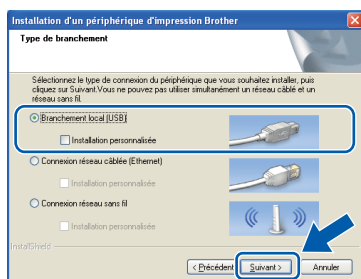 Installation d'un périphérique d'impression Brother
Type de branchement
Sélectionnez le type de connexion du périphérique que vous souhaitez installer, puis
cliquez sur Suivant.Vous ne pouvez pas utiliser simultanément un réseau câblé et un
réseau sans fil.
Branchement local (USB)
Installation personnalisée
Connexion réseau câblée (Ethernet)
Installation personnalisée
Connexion réseau sans fil
Installation personnalisée
InstallShield
< Précédent Suivant > Annuler